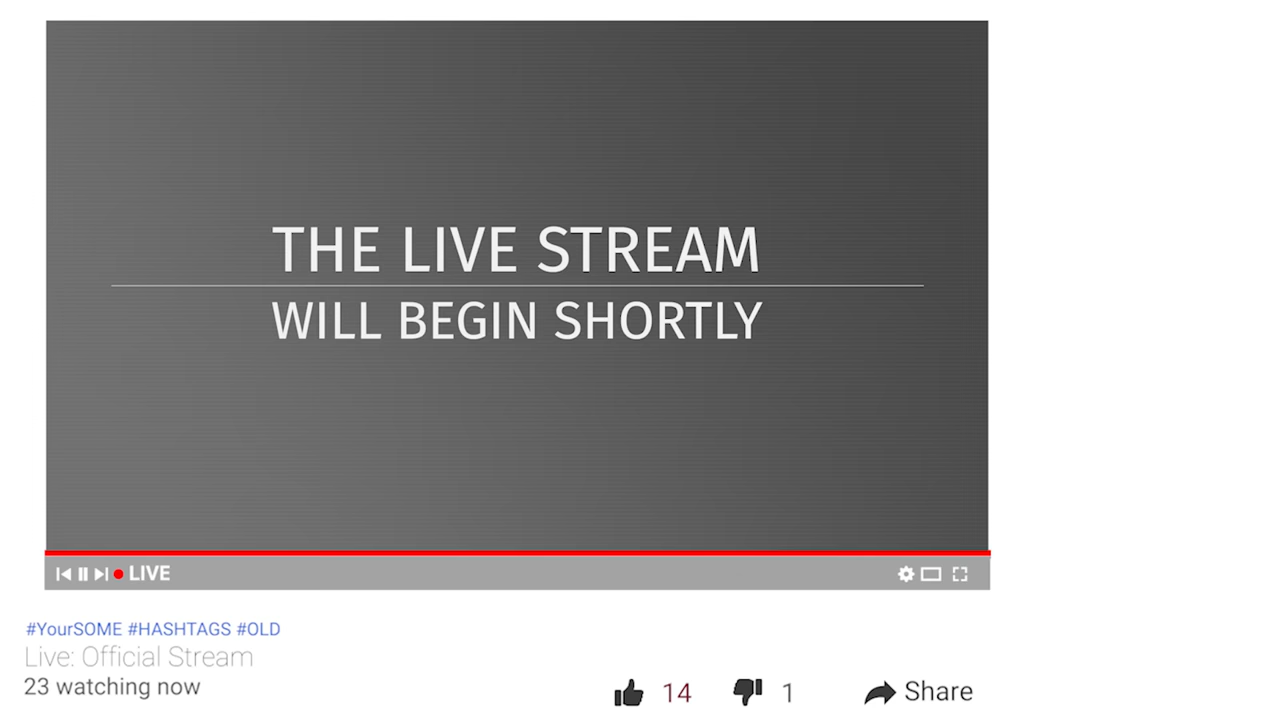 THE LIVE STREAM
WILL BEGIN SHORTLY
LIVE
#YourSOME #HASHTAGS #OLD
Live: Official Stream
23 watching now
14
1
Share